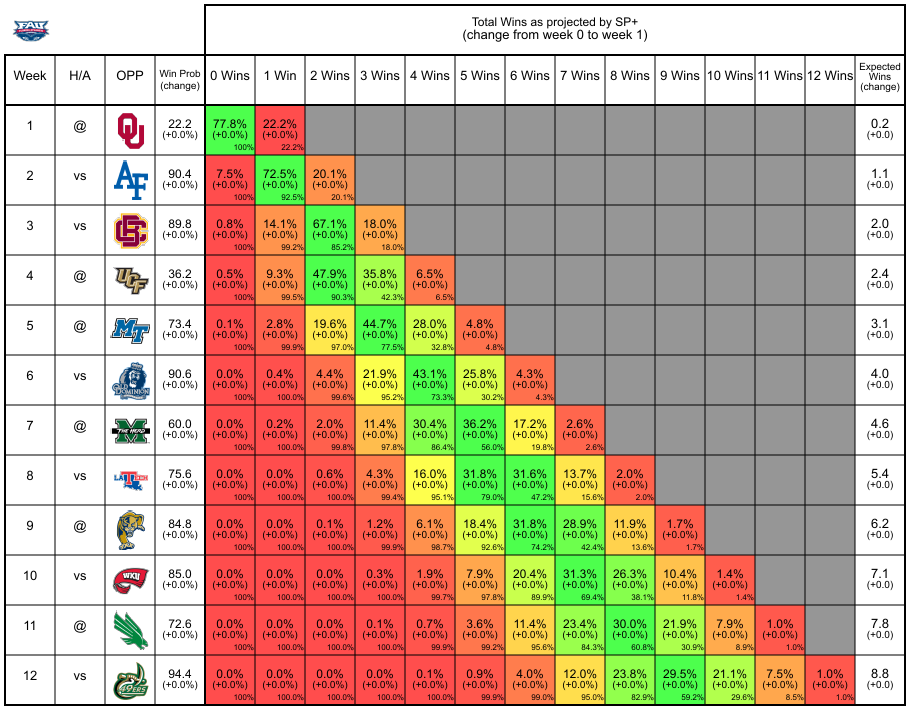 FAU
Total Wins as projected by SP+
(change from week 0 to week 1)
Week H/A OPP Win Prob (change) 0 Wins 1 Win 2 Wins 3 Wins 4 Wins 5 Wins 6 Wins 7 Wins 8 Wins 9 Wins 10 Wins 11 Wins 12 Wins Expected Wins (change)
1 @ OU 22.2 77.8% 22.2% 0.2
(+0.0%) (+0.0%) (+0.0%) (+0.0)
100% 22.2%
2 vs AF 90.4 7.5% 72.5% 20.1% 1.1
(+0.0%) (+0.0%) (+0.0%) (+0.0%) (+0.0)
100% 92.5% 20.1%
3 vs BC 89.8 0.8% 14.1% 67.1% 18.0% 2.0
(+0.0%) (+0.0%) (+0.0%) (+0.0%) (+0.0%) (+0.0)
100% 99.2% 85.2% 18.0%
4 @ UCF 36.2 0.5% 9.3% 47.9% 35.8% 6.5% 2.4
(+0.0%) (+0.0%) (+0.0%) (+0.0%) (+0.0%) (+0.0%) (+0.0)
100% 99.5% 90.3% 42.3% 6.5%
5 @ MT 73.4 0.1% 2.8% 19.6% 44.7% 28.0% 4.8% 3.1
(+0.0%) (+0.0%) (+0.0%) (+0.0%) (+0.0%) (+0.0%) (+0.0%) (+0.0)
100% 99.9% 97.0% 77.5% 32.8% 4.8%
6 vs DOMINION 90.6 0.0% 0.4% 4.4% 21.9% 43.1% 25.8% 4.3% 4.0
(+0.0%) (+0.0%) (+0.0%) (+0.0%) (+0.0%) (+0.0%) (+0.0%) (+0.0%) (+0.0)
100% 100.0% 99.6% 95.2% 73.3% 30.2% 4.3%
7 @ M THE HERD 60.0 0.0% 0.2% 2.0% 11.4% 30.4% 36.2% 17.2% 2.6% 4.6
(+0.0%) (+0.0%) (+0.0%) (+0.0%) (+0.0%) (+0.0%) (+0.0%) (+0.0%) (+0.0%) (+0.0)
100% 100.0% 99.8% 97.8% 86.4% 56.0% 19.8% 2.6%
8 vs LA TECH 75.6 0.0% 0.0% 0.6% 4.3% 16.0% 31.8% 31.6% 13.7% 2.0% 5.4
(+0.0%) (+0.0%) (+0.0%) (+0.0%) (+0.0%) (+0.0%) (+0.0%) (+0.0%) (+0.0%) (+0.0%) (+0.0)
100% 100.0% 100.0% 99.4% 95.1% 79.0% 47.2% 15.6% 2.0%
9 @ 84.8 0.0% 0.0% 0.1% 1.2% 6.1% 18.4% 31.8% 28.9% 11.9% 1.7% 6.2
(+0.0%) (+0.0%) (+0.0%) (+0.0%) (+0.0%) (+0.0%) (+0.0%) (+0.0%) (+0.0%) (+0.0%) (+0.0%) (+0.0)
100% 100.0% 100.0% 99.9% 98.7% 92.6% 74.2% 42.4% 13.6% 1.7%
10 vs WKU 85.0 0.0% 0.0% 0.0% 0.3% 1.9% 7.9% 20.4% 31.3% 26.3% 10.4% 1.4% 7.1
(+0.0%) (+0.0%) (+0.0%) (+0.0%) (+0.0%) (+0.0%) (+0.0%) (+0.0%) (+0.0%) (+0.0%) (+0.0%) (+0.0%) (+0.0)
100% 100.0% 100.0% 100.0% 99.7% 97.8% 89.9% 69.4% 38.1% 11.8% 1.4%
11 @ 72.6 0.0% 0.0% 0.0% 0.1% 0.7% 3.6% 11.4% 23.4% 30.0% 21.9% 7.9% 1.0% 7.8
(+0.0%) (+0.0%) (+0.0%) (+0.0%) (+0.0%) (+0.0%) (+0.0%) (+0.0%) (+0.0%) (+0.0%) (+0.0%) (+0.0%) (+0.0%) (+0.0)
100% 100.0% 100.0% 100.0% 99.9% 99.2% 95.6% 84.3% 60.8% 30.9% 8.9% 1.0%
12 vs 49ERS 94.4 0.0% 0.0% 0.0% 0.0% 0.1% 0.9% 4.0% 12.0% 23.8% 29.5% 21.1% 7.5% 1.0% 8.8
(+0.0%) (+0.0%) (+0.0%) (+0.0%) (+0.0%) (+0.0%) (+0.0%) (+0.0%) (+0.0%) (+0.0%) (+0.0%) (+0.0%) (+0.0%) (+0.0%) (+0.0)
100% 100.0% 100.0% 100.0% 100.0% 99.9% 99.0% 95.0% 82.9% 59.2% 29.6% 8.5% 1.0%